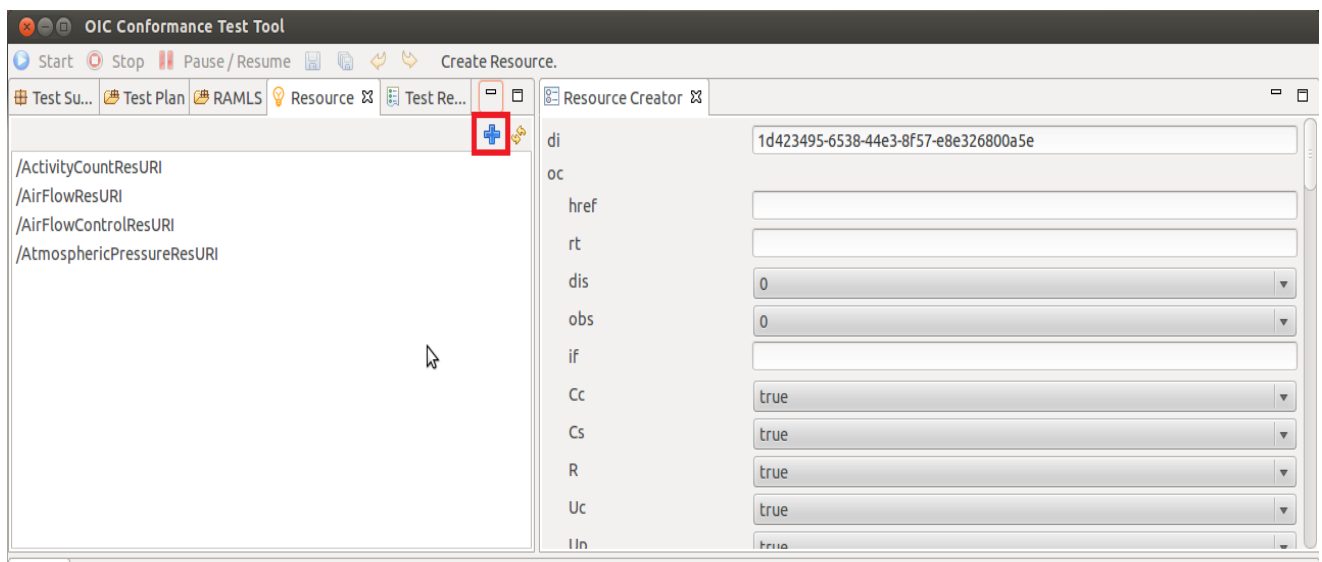 OIC Conformance Test Tool
Start Stop Pause/Resume Create Resource.
Test Su... Test Plan RAMLS Resource Test Re...
/ActivityCountResURI
/AirFlowResURI
/AirFlowControlResURI
/AtmosphericPressureResURI
Resource Creator
di 1d423495-6538-44e3-8f57-e8e326800a5e
oc
href
rt
dis 0
obs 0
if
Cc true
Cs true
R true
Uc true
Up true